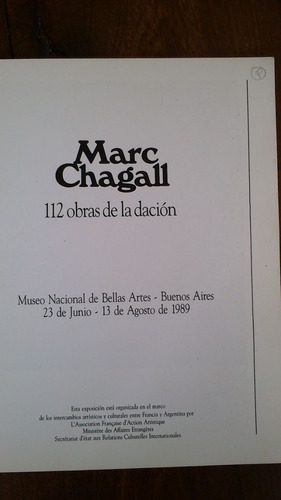 Marc
Chagall
112 obras de la dación
Museo Nacional de Bellas Artes - Buenos Aires
23 de Junio - 13 de Agosto de 1989
Esta exposición está organizada en el marco
de los intercambios artísticos y culturales entre Francia y Argentina por
L'Association Française d'Action Artistique
Ministère des Affaires Etrangères
Secrétariat d'état aux Relations Culturelles Internationales